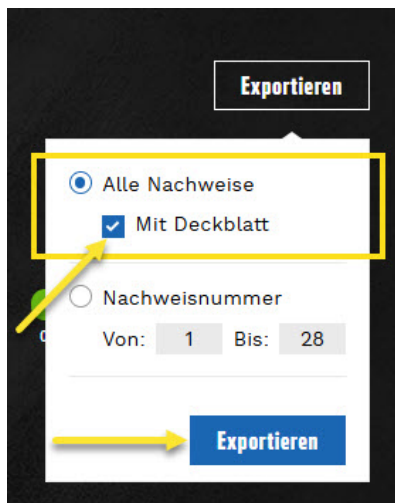 Exportieren
Alle Nachweise
Mit Deckblatt
Nachweisnummer
Von: 1 Bis: 28
Exportieren